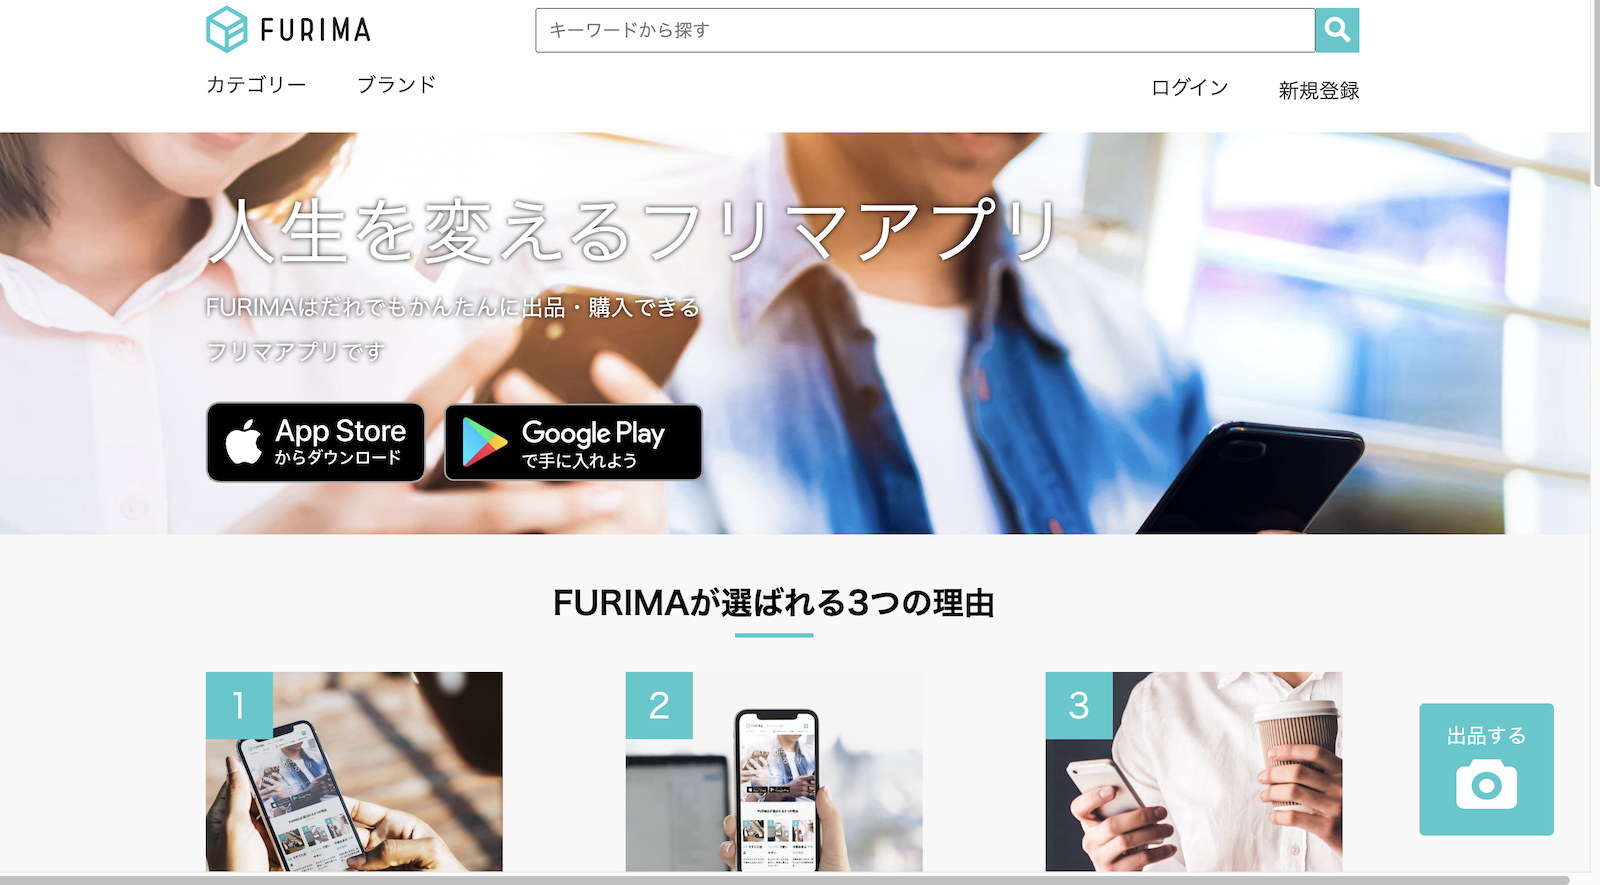 FURIMA
キーワードから探す
カテゴリー ブランド
ログイン 新規登録
人生を変えるフリマアプリ
FURIMAはだれでもかんたんに出品・購入できる
フリマアプリです
App Store
からダウンロード
Google Play
で手に入れよう
FURIMAが選ばれる3つの理由
1
2
3
出品する